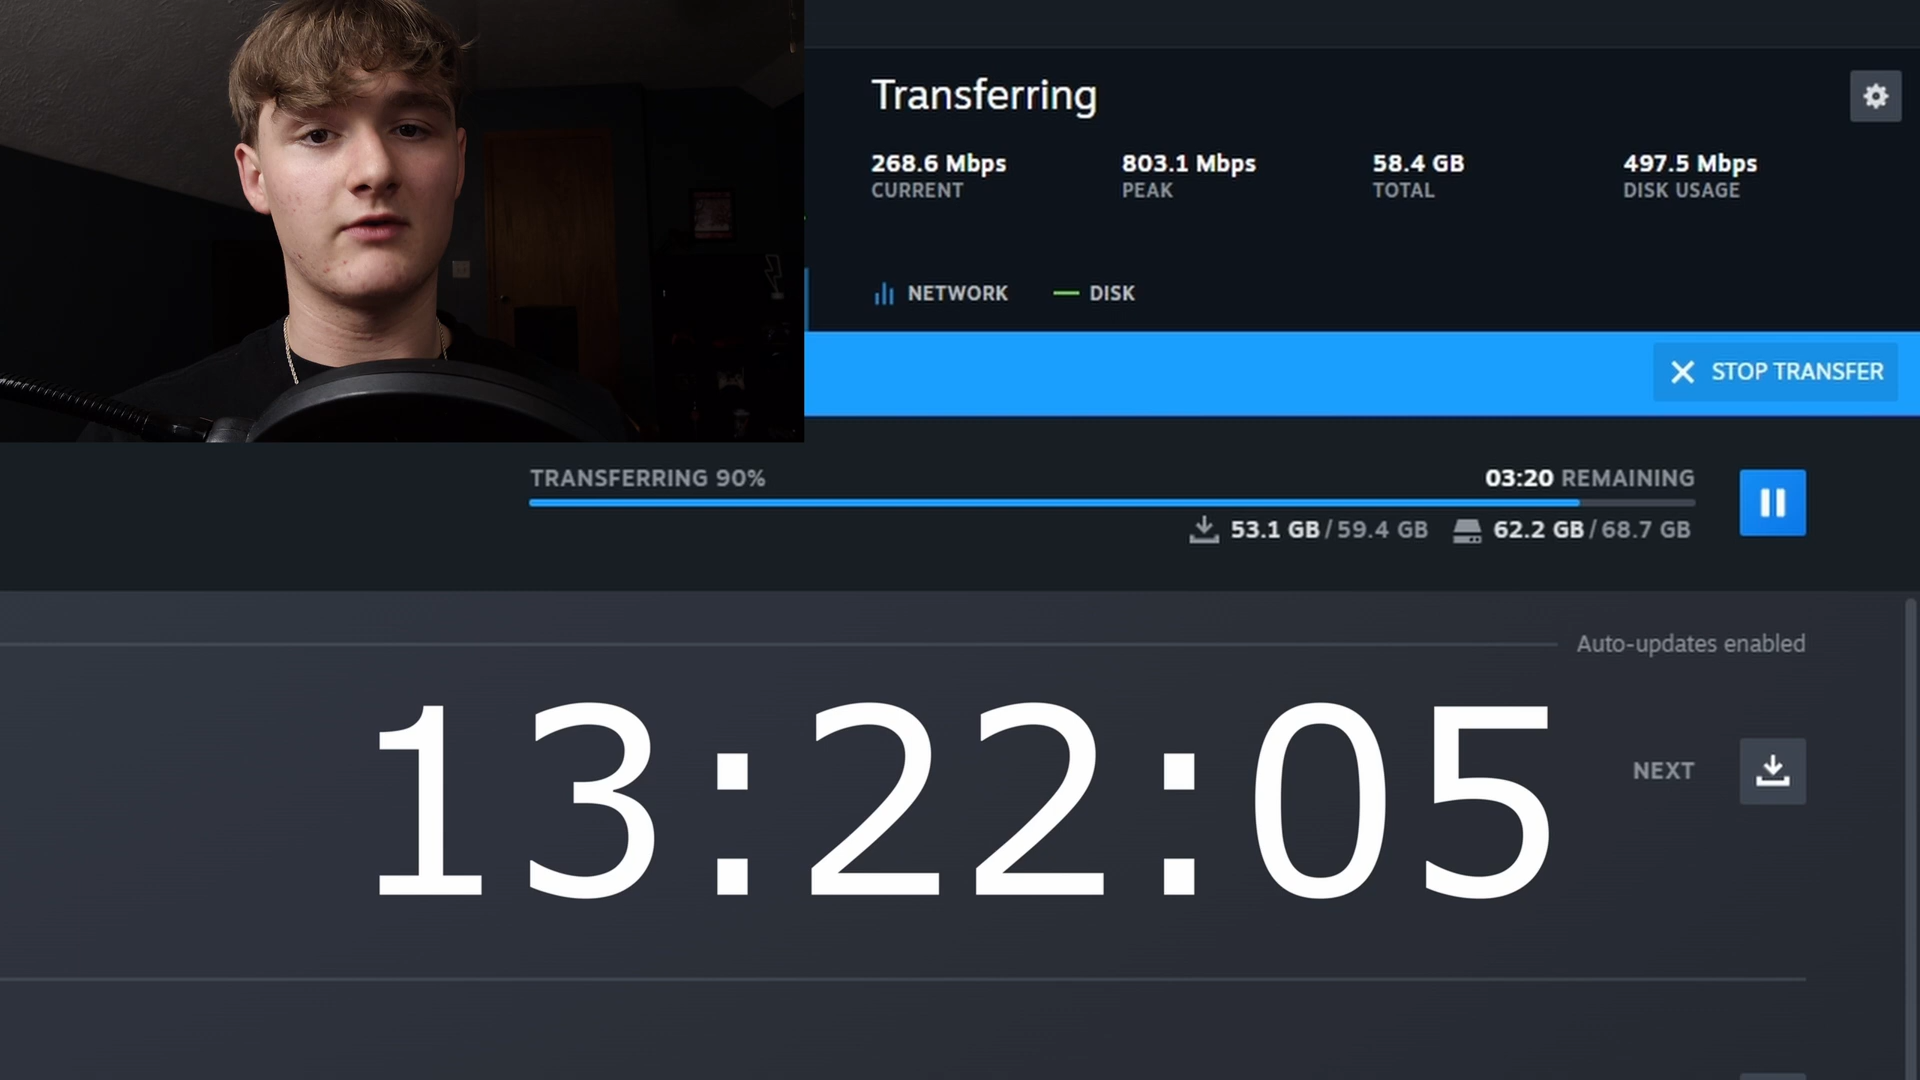 Transferring
268.6 Mbps 803.1 Mbps 58.4 GB 497.5 Mbps
CURRENT PEAK TOTAL DISK USAGE
NETWORK DISK
STOP TRANSFER
TRANSFERRING 90% 03:20 REMAINING
53.1 GB / 59.4 GB 62.2 GB / 68.7 GB
Auto-updates enabled
13:22:05
NEXT